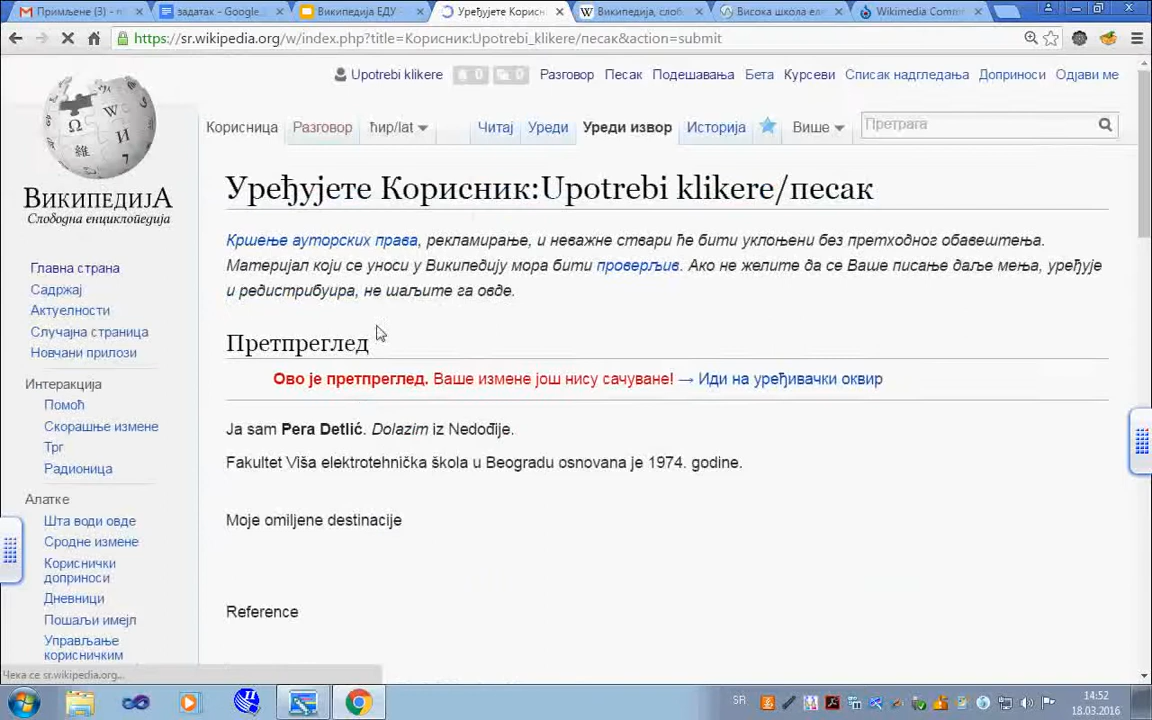 Примљене (3) -
задатак - Google
Википедија ЕДУ
Уређујете Корисн
Википедија, слоб
Висока школа еле
Wikimedia Comm
https://sr.wikipedia.org/w/index.php?title=Корисник:Upotrebi_klikere/песак&action=submit
Upotrebi klikere 0 0 Разговор Песак Подешавања Бета Курсеви Списак надгледања Доприноси Одјави ме
Корисница Разговор ћир/lat Читај Уреди Уреди извор Историја Више Претрага
ВикипедијА
Слободна енциклопедија
Главна страна
Садржај
Актуелности
Случајна страница
Новчани прилози
Интеракција
Помоћ
Скорашње измене
Трг
Радионица
Алатке
Шта води овде
Сродне измене
Кориснички
доприноси
Дневници
Пошаљи имејл
Управљање
корисничким
Уређујете Корисник:Upotrebi klikere/песак
Кршење ауторских права, рекламирање, и неважне ствари ће бити уклоњени без претходног обавештења.
Материјал који се уноси у Википедију мора бити проверљив. Ако не желите да се Ваше писање даље мења, уређује
и редистрибуира, не шаљите га овде.
Претпреглед
Ово је претпреглед. Ваше измене још нису сачуване! → Иди на уређивачки оквир
Ja sam Pera Detlić. Dolazim iz Nedođije.
Fakultet Viša elektrotehnička škola u Beogradu osnovana je 1974. godine.
Moje omiljene destinacije
Reference
Чека се sr.wikipedia.org...
SR
14:52
18.03.2016